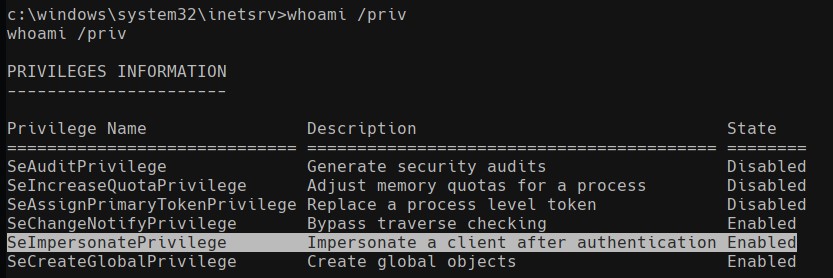 c:\windows\system32\inetsrv>whoami /priv
whoami /priv
PRIVILEGES INFORMATION
----------------------
Privilege Name                Description                               State
============================= ========================================= ========
SeAuditPrivilege              Generate security audits                  Disabled
SeIncreaseQuotaPrivilege      Adjust memory quotas for a process        Disabled
SeAssignPrimaryTokenPrivilege Replace a process level token             Disabled
SeChangeNotifyPrivilege       Bypass traverse checking                  Enabled
SeImpersonatePrivilege        Impersonate a client after authentication Enabled
SeCreateGlobalPrivilege       Create global objects                     Enabled